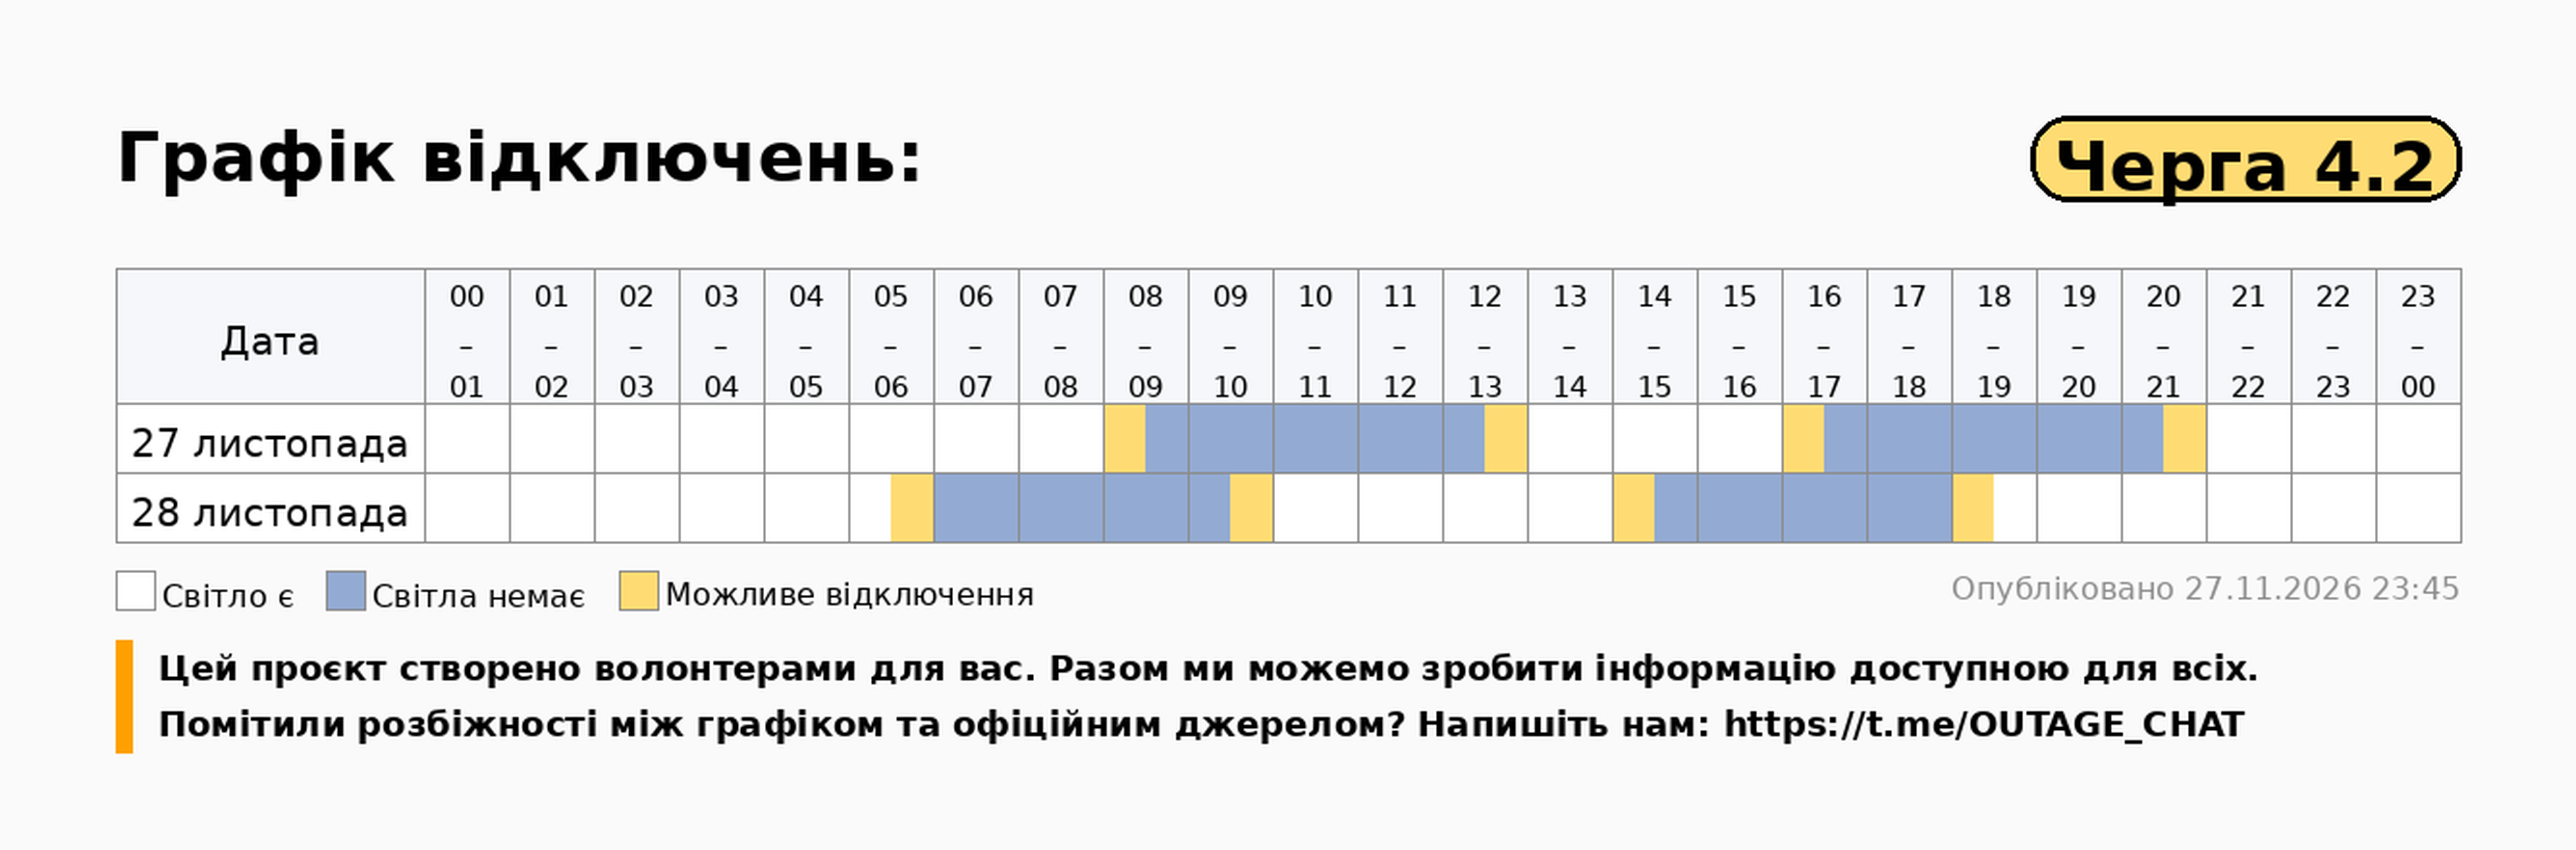 Графік відключень:
Черга 4.2
Дата
00 – 01
01 – 02
02 – 03
03 – 04
04 – 05
05 – 06
06 – 07
07 – 08
08 – 09
09 – 10
10 – 11
11 – 12
12 – 13
13 – 14
14 – 15
15 – 16
16 – 17
17 – 18
18 – 19
19 – 20
20 – 21
21 – 22
22 – 23
23 – 00
27 листопада
28 листопада
Світло є
Світла немає
Можливе відключення
Опубліковано 27.11.2026 23:45
Цей проєкт створено волонтерами для вас. Разом ми можемо зробити інформацію доступною для всіх.
Помітили розбіжності між графіком та офіційним джерелом? Напишіть нам: https://t.me/OUTAGE_CHAT